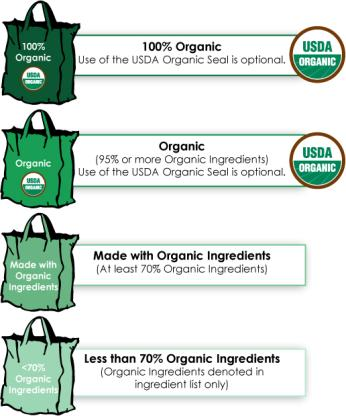 100%
Organic
USDA
ORGANIC
100% Organic
Use of the USDA Organic Seal is optional.
USDA
ORGANIC
Organic
USDA
ORGANIC
Organic
(95% or more Organic Ingredients)
Use of the USDA Organic Seal is optional.
USDA
ORGANIC
Made with
Organic
Ingredients
Made with Organic Ingredients
(At least 70% Organic Ingredients)
<70%
Organic
Ingredients
Less than 70% Organic Ingredients
(Organic Ingredients denoted in
ingredient list only)